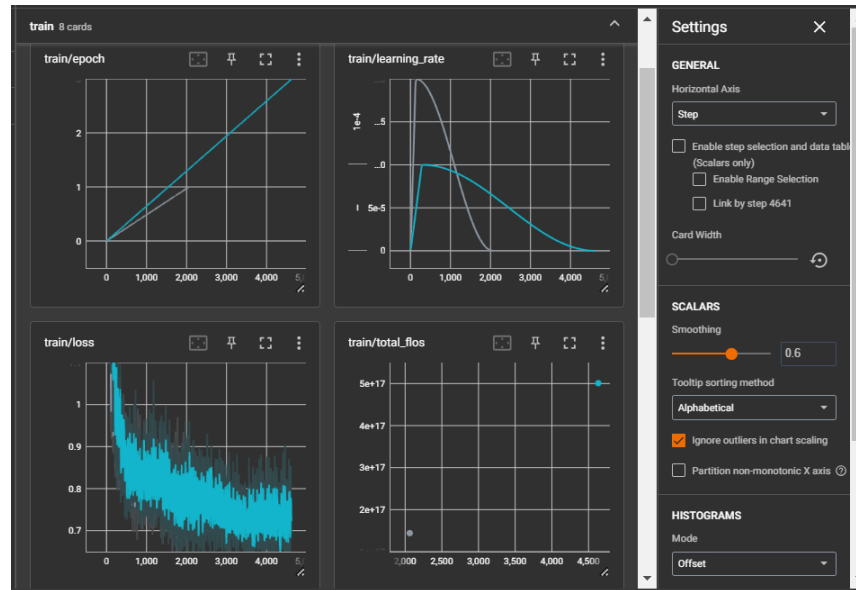 train 8 cards
train/epoch
2
1
0
0 1,000 2,000 3,000 4,000
train/learning_rate
1e-4
...5
...0
5e-5
0
0 1,000 2,000 3,000 4,000
train/loss
1
0.9
0.8
0.7
0 1,000 2,000 3,000 4,000
train/total_flos
5e+17
4e+17
3e+17
2e+17
2,000 2,500 3,000 3,500 4,000 4,500
Settings
GENERAL
Horizontal Axis
Step
Enable step selection and data table
(Scalars only)
Enable Range Selection
Link by step 4641
Card Width
SCALARS
Smoothing
0.6
Tooltip sorting method
Alphabetical
Ignore outliers in chart scaling
Partition non-monotonic X axis
HISTOGRAMS
Mode
Offset